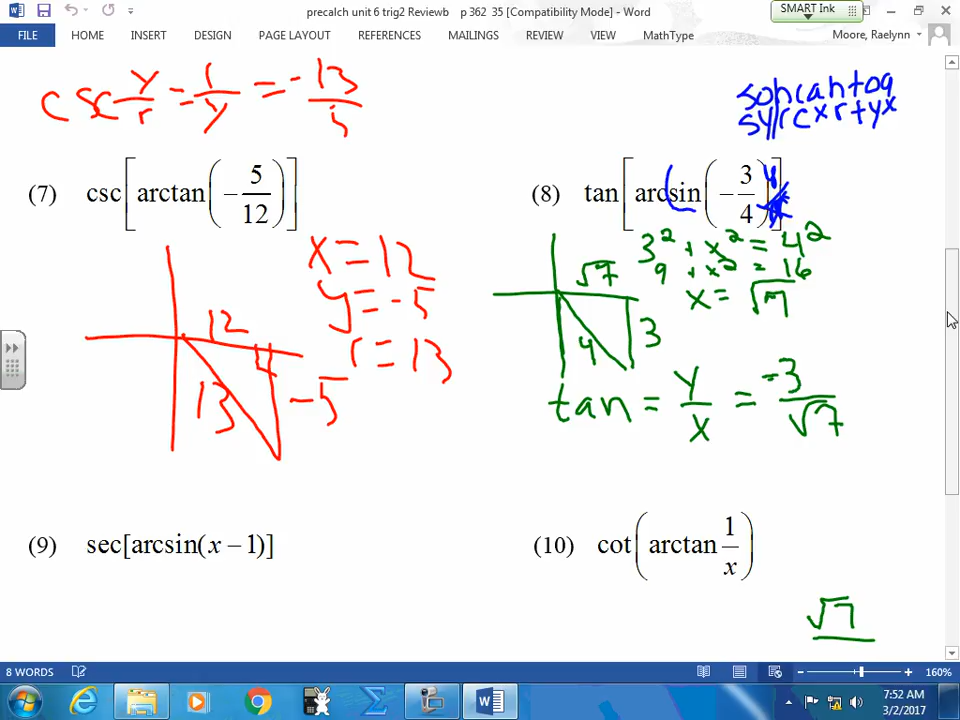 precalch unit 6 trig2 Reviewb p 362 35 [Compatibility Mode] - Word
SMART Ink
FILE HOME INSERT DESIGN PAGE LAYOUT REFERENCES MAILINGS REVIEW VIEW MathType Moore, Raelynn
csc y/r = 1/y = -13/5
sohcahtoa
syrcxrtyx
(7) csc[arctan(-5/12)]
(8) tan[arcsin(-3/4)] y
x = 12
y = -5
r = 13
12
13
-5
3² + x² = 4²
9 + x² = 16
x = √7
√7
3
4
tan = y/x = -3/√7
(9) sec[arcsin(x - 1)]
(10) cot(arctan 1/x)
√7
8 WORDS 160%
7:52 AM
3/2/2017